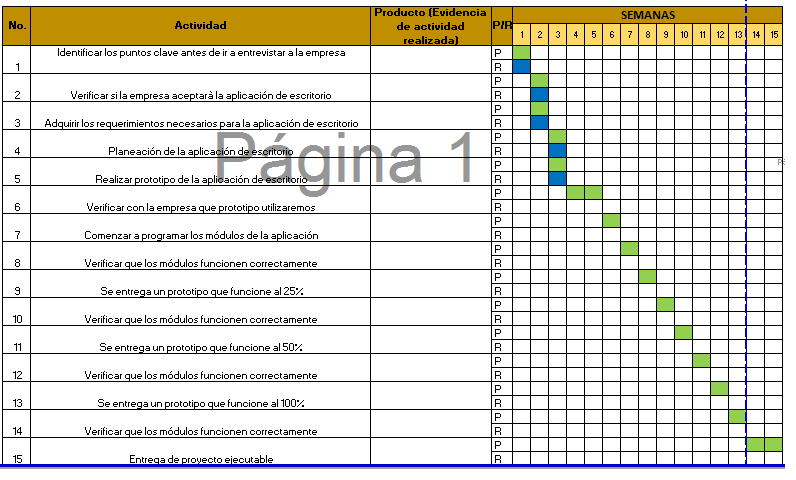 No.
Actividad
Producto (Evidencia
de actividad
realizada)
P/R
SEMANAS
1 2 3 4 5 6 7 8 9 10 11 12 13 14 15
Identificar los puntos clave antes de ir a entrevistar a la empresa P
1 R
P
2 Verificar si la empresa aceptarà la aplicación de escritorio R
P
3 Adquirir los requerimientos necesarios para la aplicación de escritorio R
P
4 Planeación de la aplicación de escritorio R
P
5 Realizar prototipo de la aplicación de escritorio R
Página 1
P
6 Verificar con la empresa que prototipo utilizaremos R
P
7 Comenzar a programar los módulos de la aplicación R
P
8 Verificar que los módulos funcionen correctamente R
P
9 Se entrega un prototipo que funcione al 25% R
P
10 Verificar que los módulos funcionen correctamente R
P
11 Se entrega un prototipo que funcione al 50% R
P
12 Verificar que los módulos funcionen correctamente R
P
13 Se entrega un prototipo que funcione al 100% R
P
14 Verificar que los módulos funcionen correctamente R
P
15 Entrega de proyecto ejecutable R